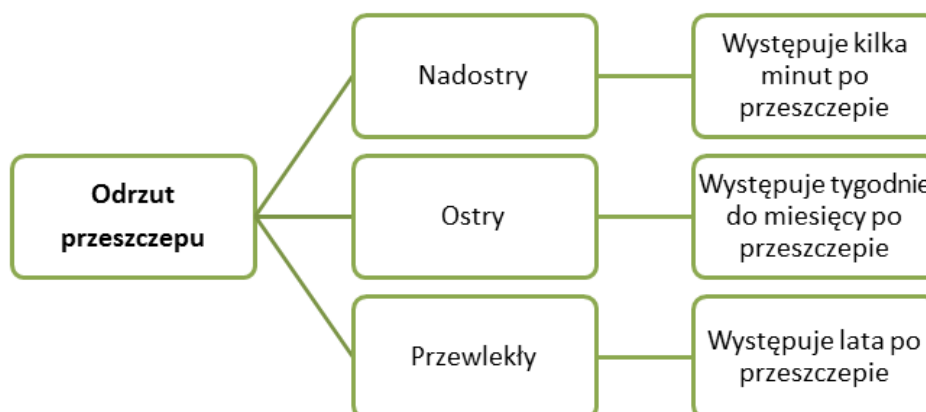 Odrzut
przeszczepu
Nadostry
Występuje kilka
minut po
przeszczepie
Ostry
Występuje tygodnie
do miesięcy po
przeszczepie
Przewlekły
Występuje lata po
przeszczepie